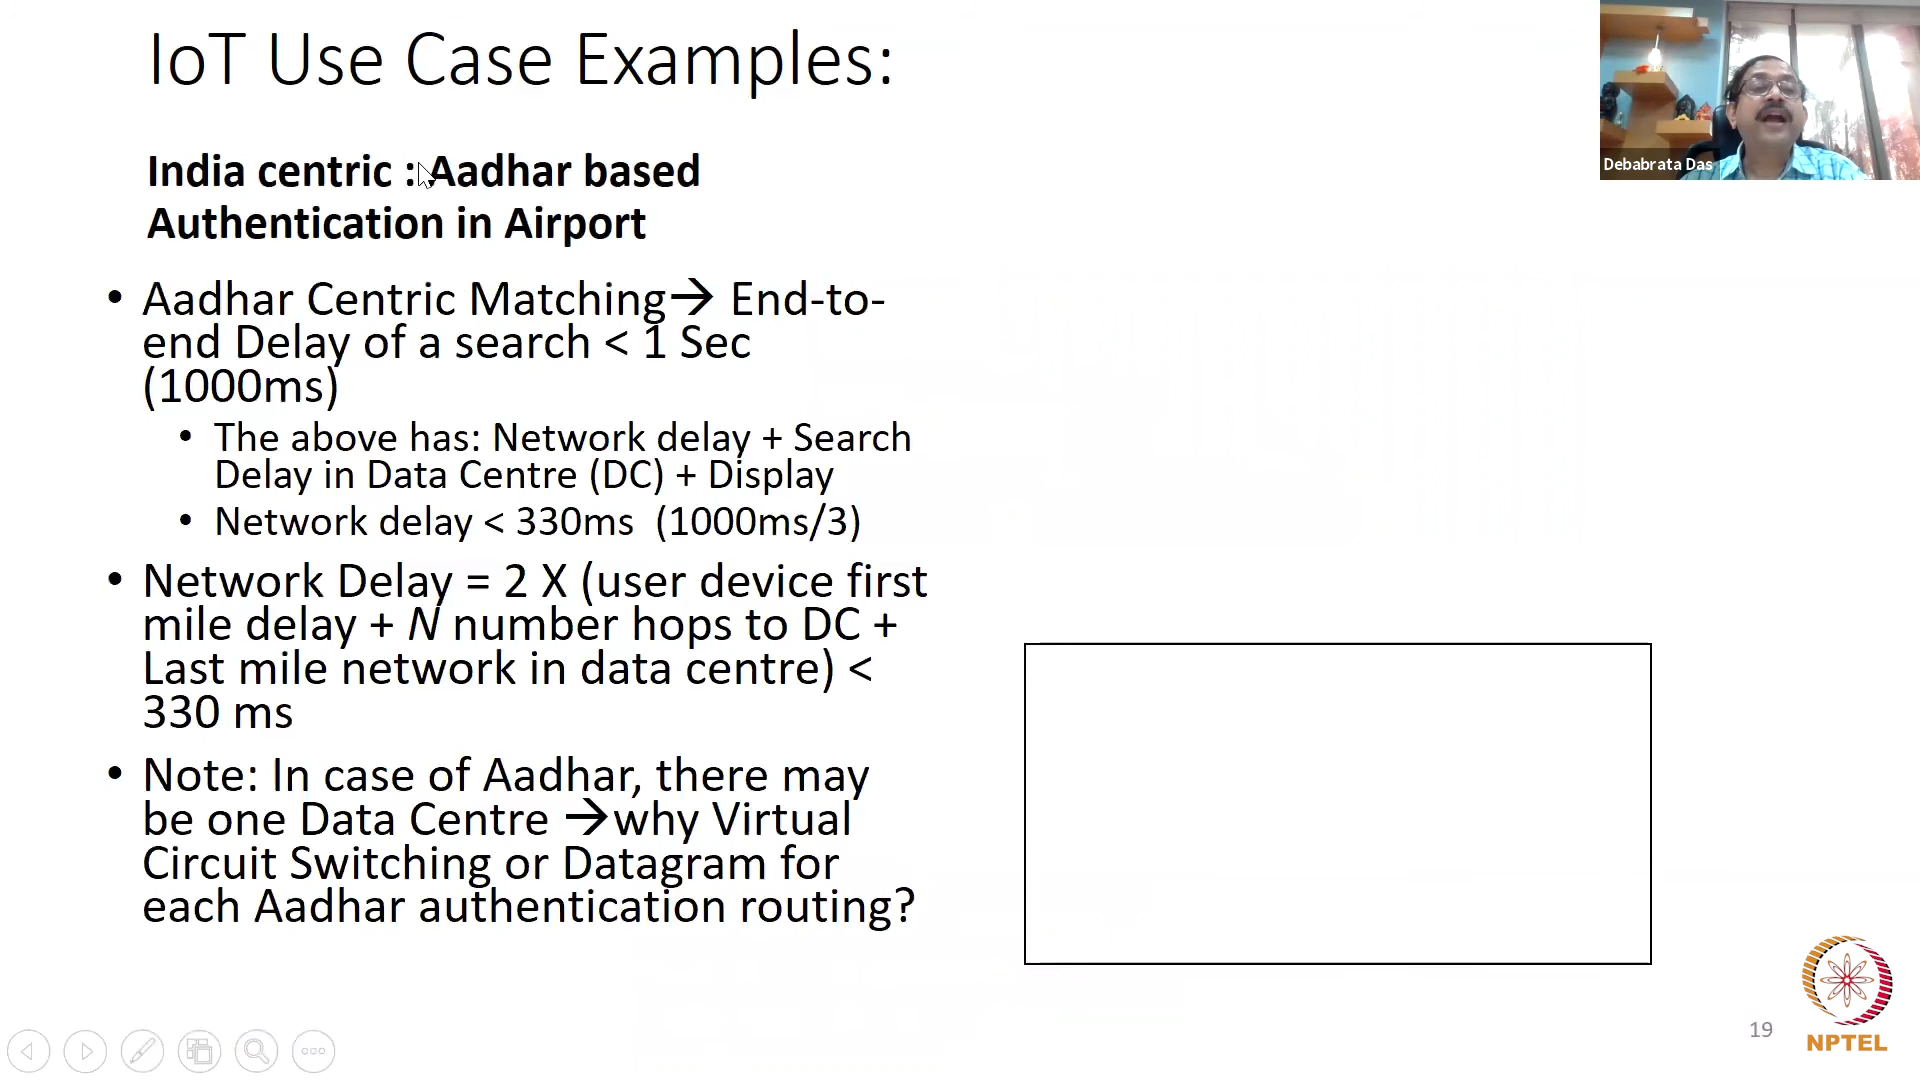 IoT Use Case Examples:
India centric : Aadhar based
Authentication in Airport
• Aadhar Centric Matching→ End-to-
end Delay of a search < 1 Sec
(1000ms)
• The above has: Network delay + Search
Delay in Data Centre (DC) + Display
• Network delay < 330ms (1000ms/3)
• Network Delay = 2 X (user device first
mile delay + N number hops to DC +
Last mile network in data centre) <
330 ms
• Note: In case of Aadhar, there may
be one Data Centre →why Virtual
Circuit Switching or Datagram for
each Aadhar authentication routing?
Debabrata Das
19
NPTEL